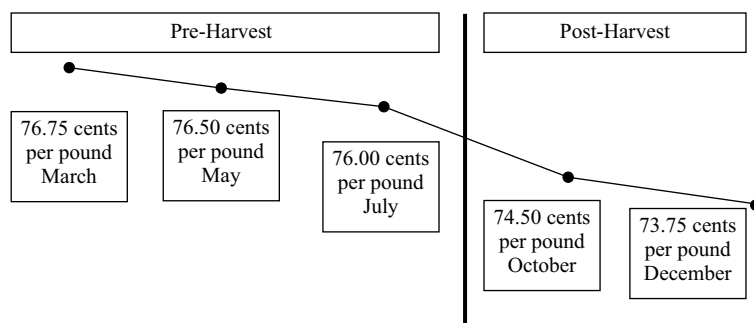 Pre-Harvest
Post-Harvest
76.75 cents
per pound
March
76.50 cents
per pound
May
76.00 cents
per pound
July
74.50 cents
per pound
October
73.75 cents
per pound
December